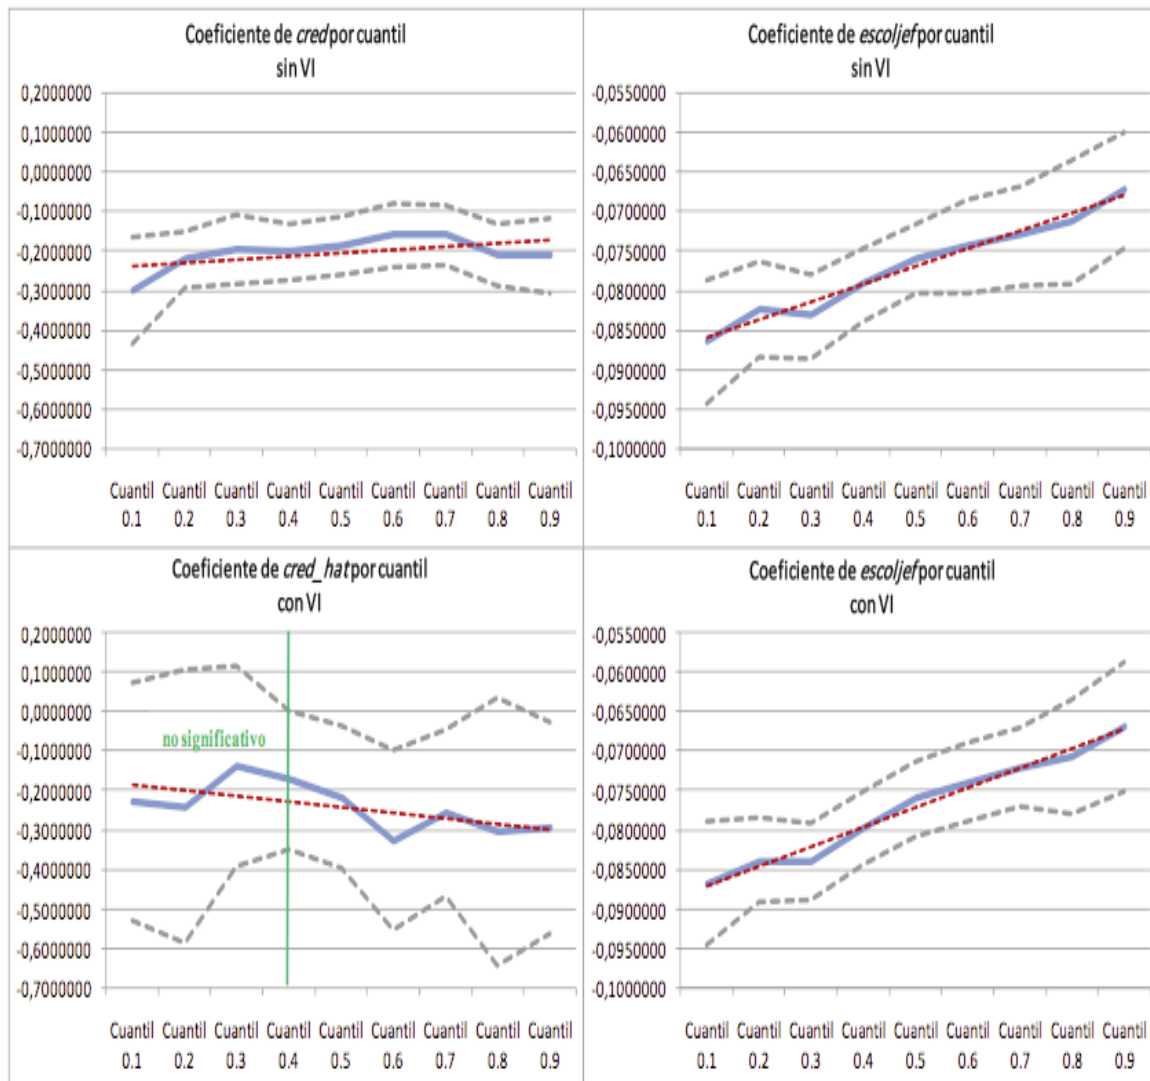 Coeficiente de cred por cuantil
sin VI
0,2000000
0,1000000
0,0000000
-0,1000000
-0,2000000
-0,3000000
-0,4000000
-0,5000000
-0,6000000
-0,7000000
Cuantil Cuantil Cuantil Cuantil Cuantil Cuantil Cuantil Cuantil Cuantil
0.1 0.2 0.3 0.4 0.5 0.6 0.7 0.8 0.9
Coeficiente de escoljef por cuantil
sin VI
-0,0550000
-0,0600000
-0,0650000
-0,0700000
-0,0750000
-0,0800000
-0,0850000
-0,0900000
-0,0950000
-0,1000000
Cuantil Cuantil Cuantil Cuantil Cuantil Cuantil Cuantil Cuantil Cuantil
0.1 0.2 0.3 0.4 0.5 0.6 0.7 0.8 0.9
Coeficiente de cred_hat por cuantil
con VI
0,2000000
0,1000000
0,0000000
-0,1000000
no significativo
-0,2000000
-0,3000000
-0,4000000
-0,5000000
-0,6000000
-0,7000000
Cuantil Cuantil Cuantil Cuantil Cuantil Cuantil Cuantil Cuantil Cuantil
0.1 0.2 0.3 0.4 0.5 0.6 0.7 0.8 0.9
Coeficiente de escoljef por cuantil
con VI
-0,0550000
-0,0600000
-0,0650000
-0,0700000
-0,0750000
-0,0800000
-0,0850000
-0,0900000
-0,0950000
-0,1000000
Cuantil Cuantil Cuantil Cuantil Cuantil Cuantil Cuantil Cuantil Cuantil
0.1 0.2 0.3 0.4 0.5 0.6 0.7 0.8 0.9